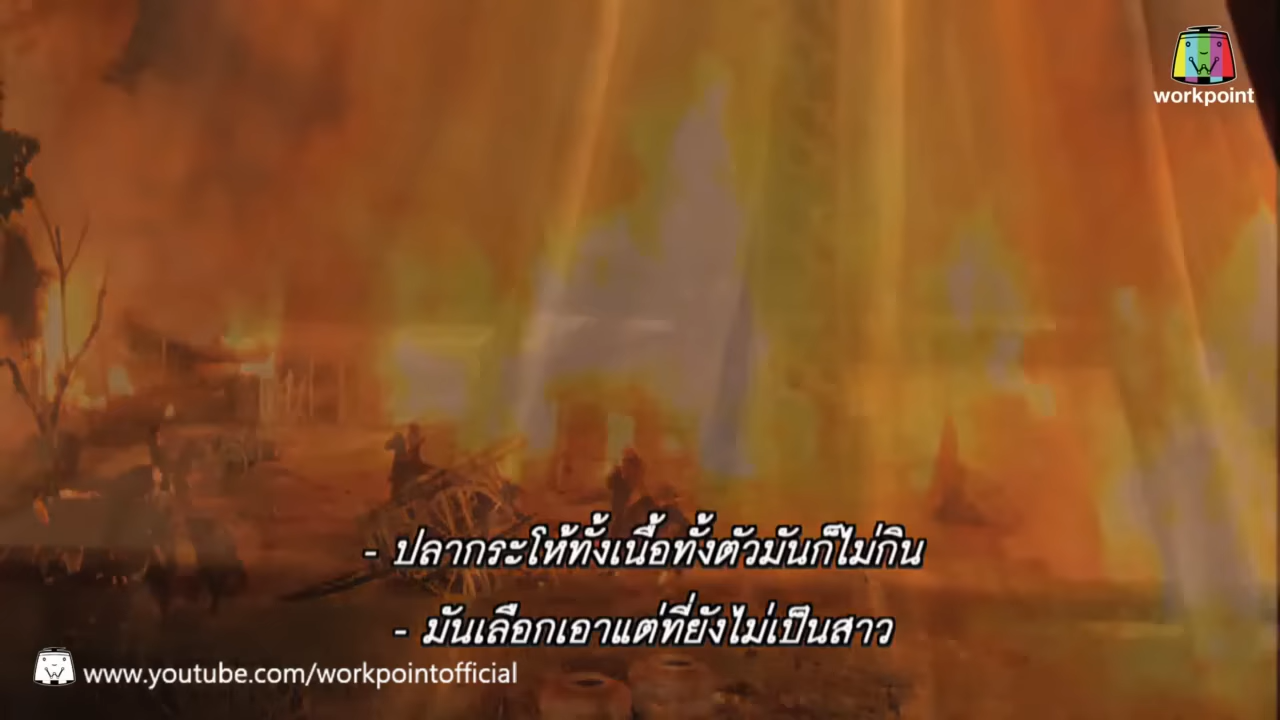 workpoint
- ปลากระโห้ทั้งเนื้อทั้งตัวมันก็ไม่กิน
- มันเลือกเอาแต่ที่ยังไม่เป็นสาว
www.youtube.com/workpointofficial